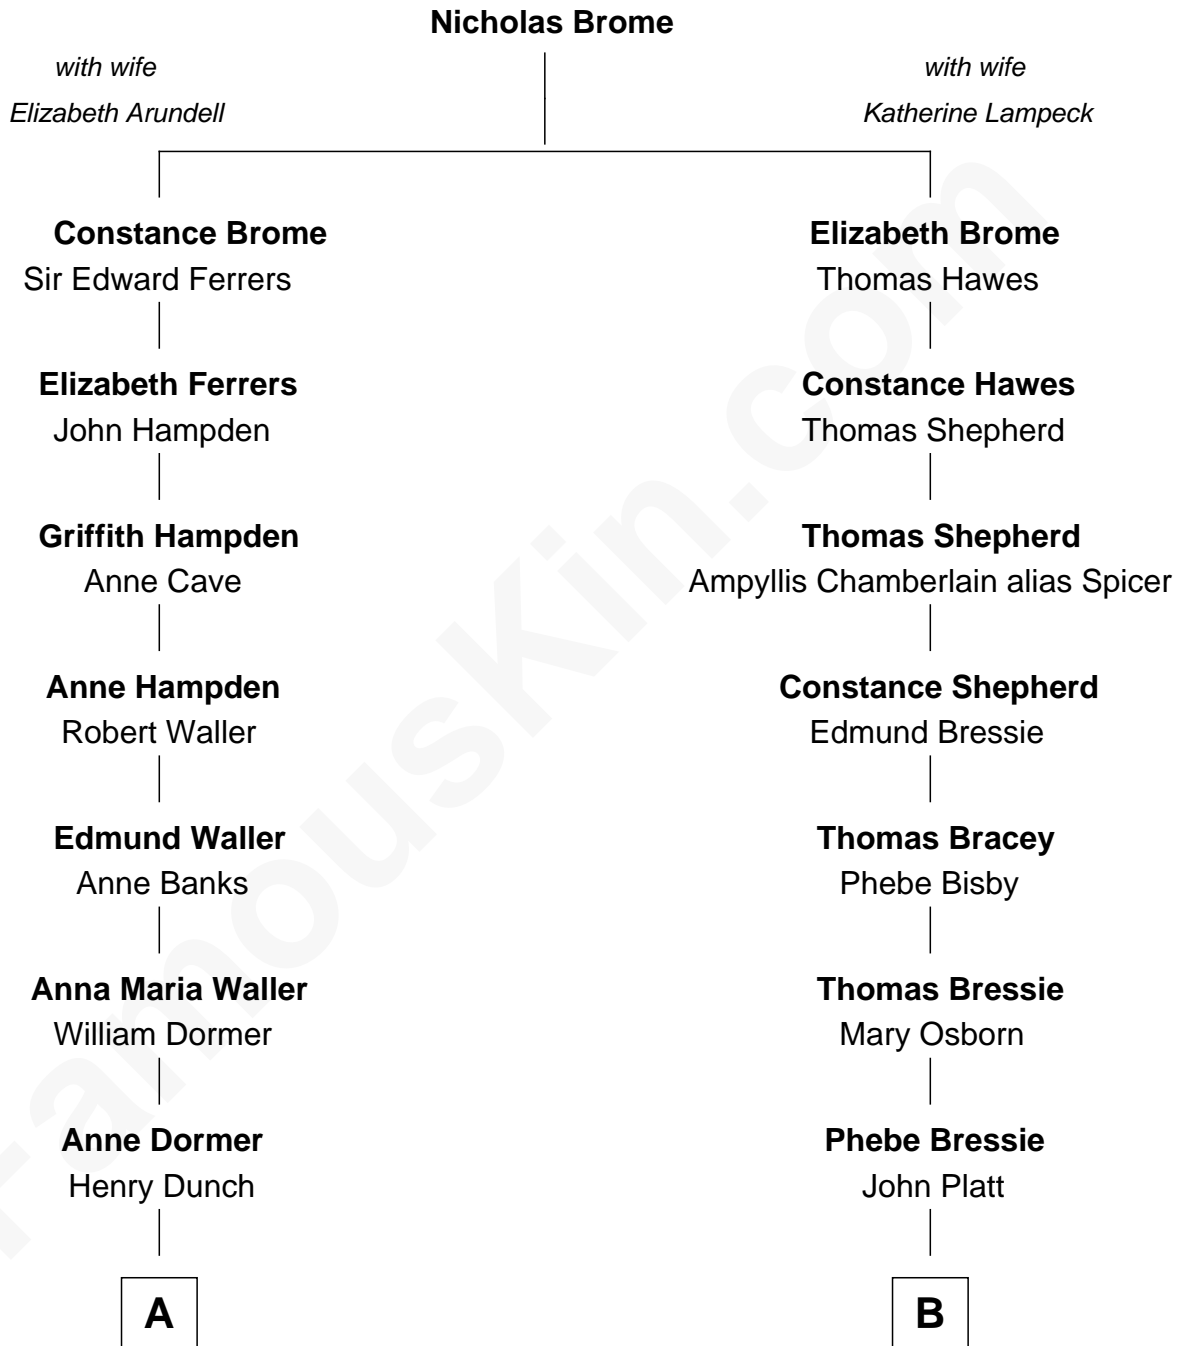 Nicholas Brome
with wife
Elizabeth Arundell
with wife
Katherine Lampeck
Constance Brome
Sir Edward Ferrers
Elizabeth Brome
Thomas Hawes
Elizabeth Ferrers
John Hampden
Constance Hawes
Thomas Shepherd
Griffith Hampden
Anne Cave
Thomas Shepherd
Ampyllis Chamberlain alias Spicer
Anne Hampden
Robert Waller
Constance Shepherd
Edmund Bressie
Edmund Waller
Anne Banks
Thomas Bracey
Phebe Bisby
Anna Maria Waller
William Dormer
Thomas Bressie
Mary Osborn
Anne Dormer
Henry Dunch
Phebe Bressie
John Platt
A
B
FamousKin.com